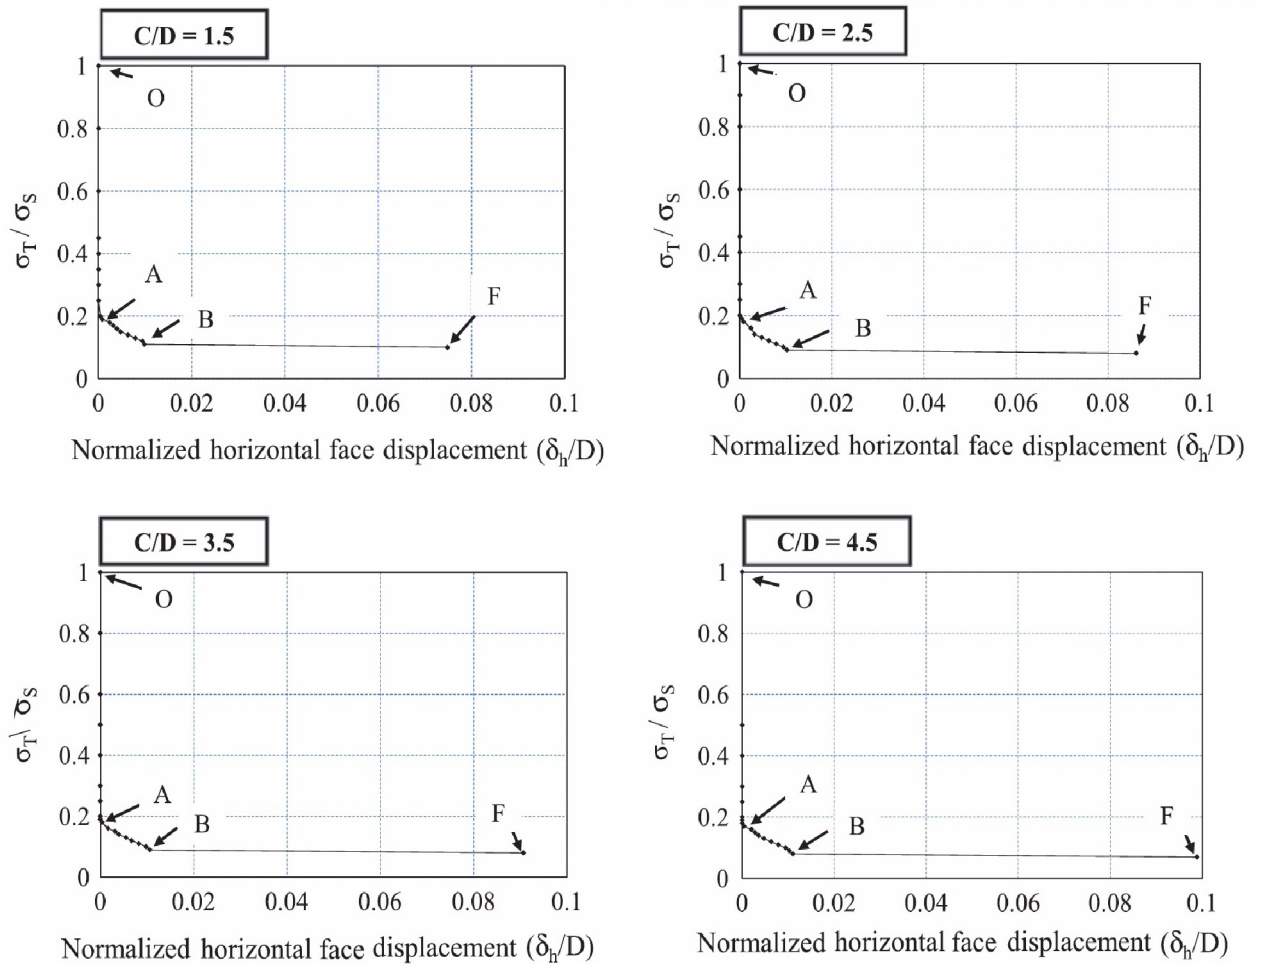 C/D = 1.5
1
O
0.8
0.6
σT / σS
0.4
A
0.2
B
F
0
0 0.02 0.04 0.06 0.08 0.1
Normalized horizontal face displacement (δh/D)
C/D = 2.5
1
O
0.8
0.6
σT / σS
0.4
A
0.2
B
F
0
0 0.02 0.04 0.06 0.08 0.1
Normalized horizontal face displacement (δh/D)
C/D = 3.5
1
O
0.8
0.6
σT\ σS
0.4
A
0.2
B
F
0
0 0.02 0.04 0.06 0.08 0.1
Normalized horizontal face displacement (δh/D)
C/D = 4.5
1
O
0.8
0.6
σT / σS
0.4
A
0.2
B
F
0
0 0.02 0.04 0.06 0.08 0.1
Normalized horizontal face displacement (δh/D)